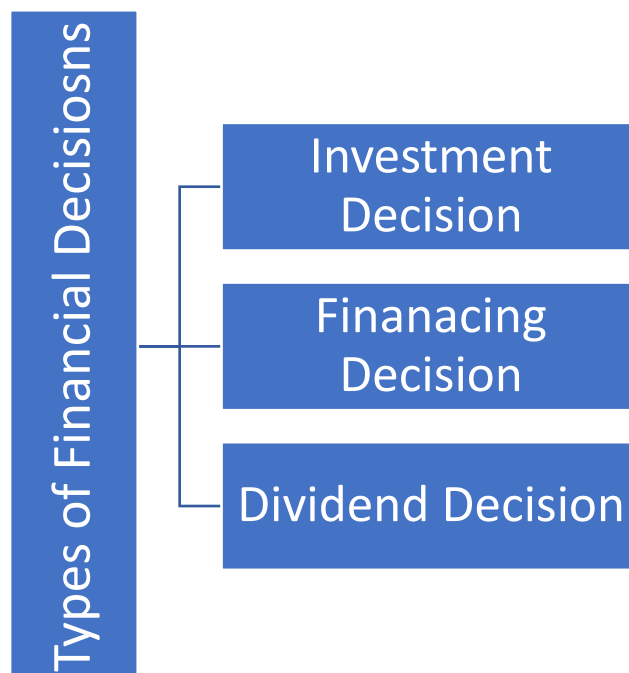 Types of Financial Decisiosns
Investment
Decision
Finanacing
Decision
Dividend Decision